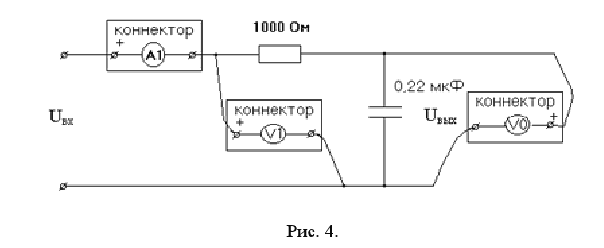 коннектор
+
A1
1000 Ом
0,22 мкФ
Uвх
коннектор
+
V1
Uвых
коннектор
V0
+
Рис. 4.